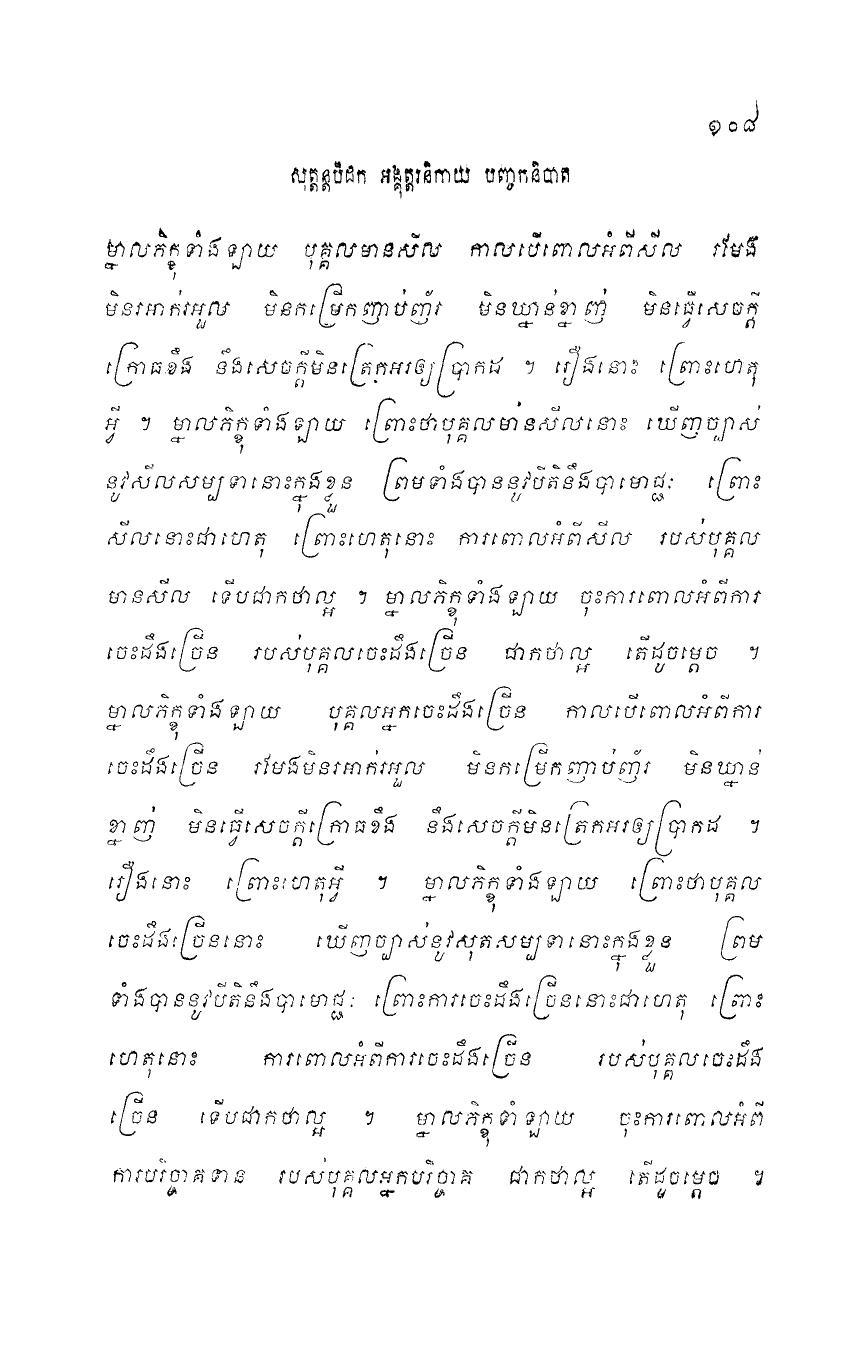 ១០៨
សុត្តន្តបិដក អង្គុត្តរនិកាយ បញ្ចកនិបាត
ម្នាលភិក្ខុទាំងឡាយ បុគ្គលមានសីល កាលបើពោលអំពីសីល រមែង
មិនរអាក់រអួល មិនកម្រើកញាប់ញ័រ មិនឃ្នាន់ខ្នាញ់ មិនធ្វើសេចក្តី
ក្រោធខឹង នឹងសេចក្តីមិនត្រេកអរឲ្យប្រាកដ ។ រឿងនោះ ព្រោះហេតុ
អ្វី ។ ម្នាលភិក្ខុទាំងឡាយ ព្រោះថាបុគ្គលមានសីលនោះ ឃើញច្បាស់
នូវសីលសម្បទានោះក្នុងខ្លួន ព្រមទាំងបាននូវបីតិនឹងបាមោជ្ជៈ ព្រោះ
សីលនោះជាហេតុ ព្រោះហេតុនោះ ការពោលអំពីសីល របស់បុគ្គល
មានសីល ទើបជាកថាល្អ ។ ម្នាលភិក្ខុទាំងឡាយ ចុះការពោលអំពីការ
ចេះដឹងច្រើន របស់បុគ្គលចេះដឹងច្រើន ជាកថាល្អ តើដូចម្តេច ។
ម្នាលភិក្ខុទាំងឡាយ បុគ្គលអ្នកចេះដឹងច្រើន កាលបើពោលអំពីការ
ចេះដឹងច្រើន រមែងមិនរអាក់រអួល មិនកម្រើកញាប់ញ័រ មិនឃ្នាន់
ខ្នាញ់ មិនធ្វើសេចក្តីក្រោធខឹង នឹងសេចក្តីមិនត្រេកអរឲ្យប្រាកដ ។
រឿងនោះ ព្រោះហេតុអ្វី ។ ម្នាលភិក្ខុទាំងឡាយ ព្រោះថាបុគ្គល
ចេះដឹងច្រើននោះ ឃើញច្បាស់នូវសុតសម្បទានោះក្នុងខ្លួន ព្រម
ទាំងបាននូវបីតិនឹងបាមោជ្ជៈ ព្រោះការចេះដឹងច្រើននោះជាហេតុ ព្រោះ
ហេតុនោះ ការពោលអំពីការចេះដឹងច្រើន របស់បុគ្គលចេះដឹង
ច្រើន ទើបជាកថាល្អ ។ ម្នាលភិក្ខុទាំឡាយ ចុះការពោលអំពី
ការបរិច្ចាគទាន របស់បុគ្គលអ្នកបរិច្ចាគ ជាកថាល្អ តើដូចម្តេច ។